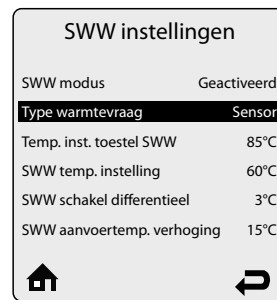 SWW instellingen
SWW modus Geactiveerd
Type warmtevraag Sensor
Temp. inst. toestel SWW 85°C
SWW temp. instelling 60°C
SWW schakel differentieel 3°C
SWW aanvoertemp. verhoging 15°C